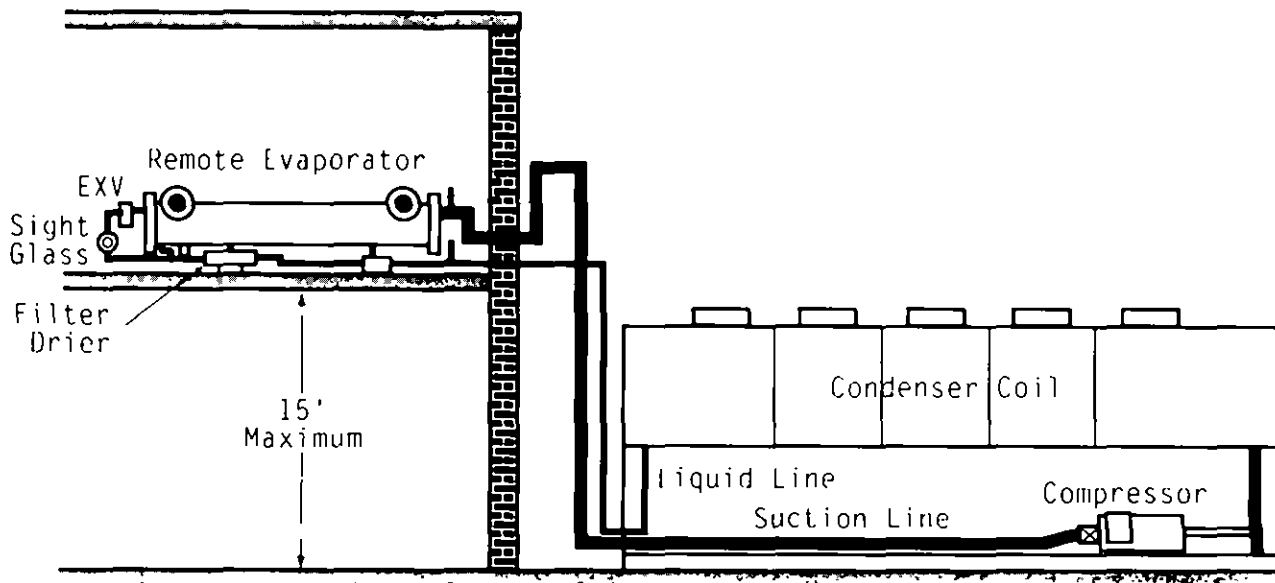 Remote Evaporator
EXV
Sight
Glass
Filter
Drier
15'
Maximum
Condenser Coil
Liquid Line
Suction Line
Compressor